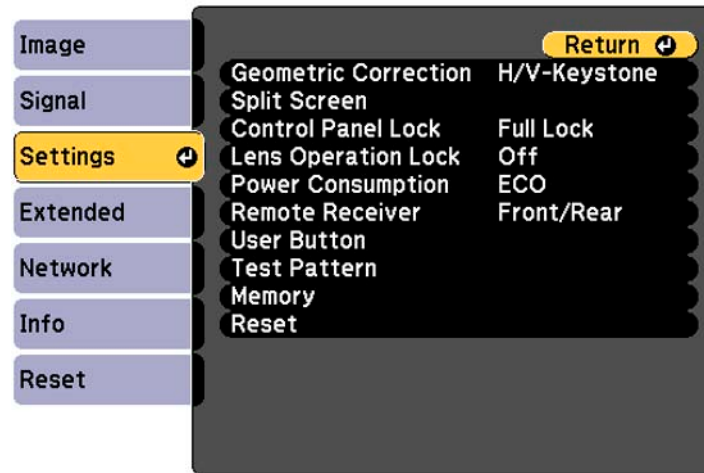 Image
Signal
Settings
Extended
Network
Info
Reset
Return
Geometric Correction H/V-Keystone
Split Screen
Control Panel Lock Full Lock
Lens Operation Lock Off
Power Consumption ECO
Remote Receiver Front/Rear
User Button
Test Pattern
Memory
Reset